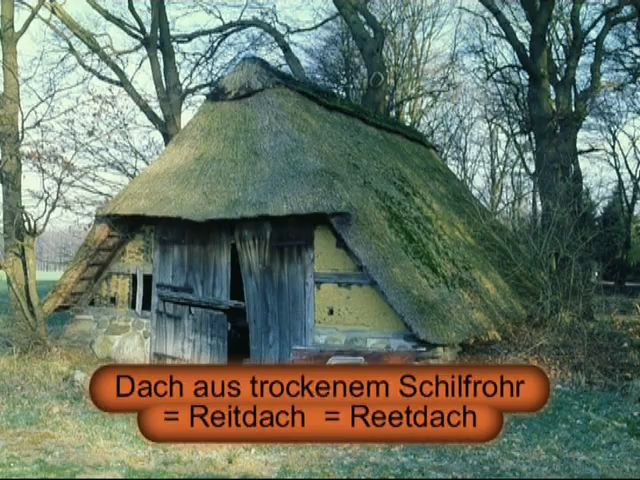 Dach aus trockenem Schilfrohr
= Reitdach = Reetdach